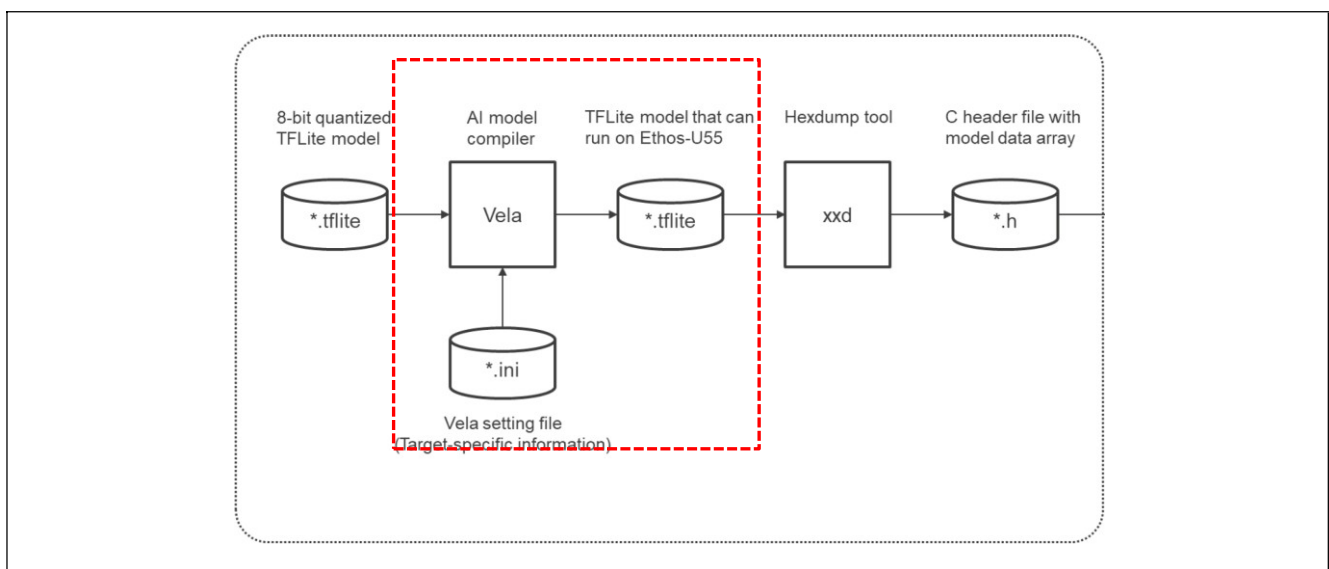 8-bit quantized
TFLite model
AI model
compiler
TFLite model that can
run on Ethos-U55
Hexdump tool
C header file with
model data array
*.tflite
Vela
*.tflite
xxd
*.h
*.ini
Vela setting file
(Target-specific information)